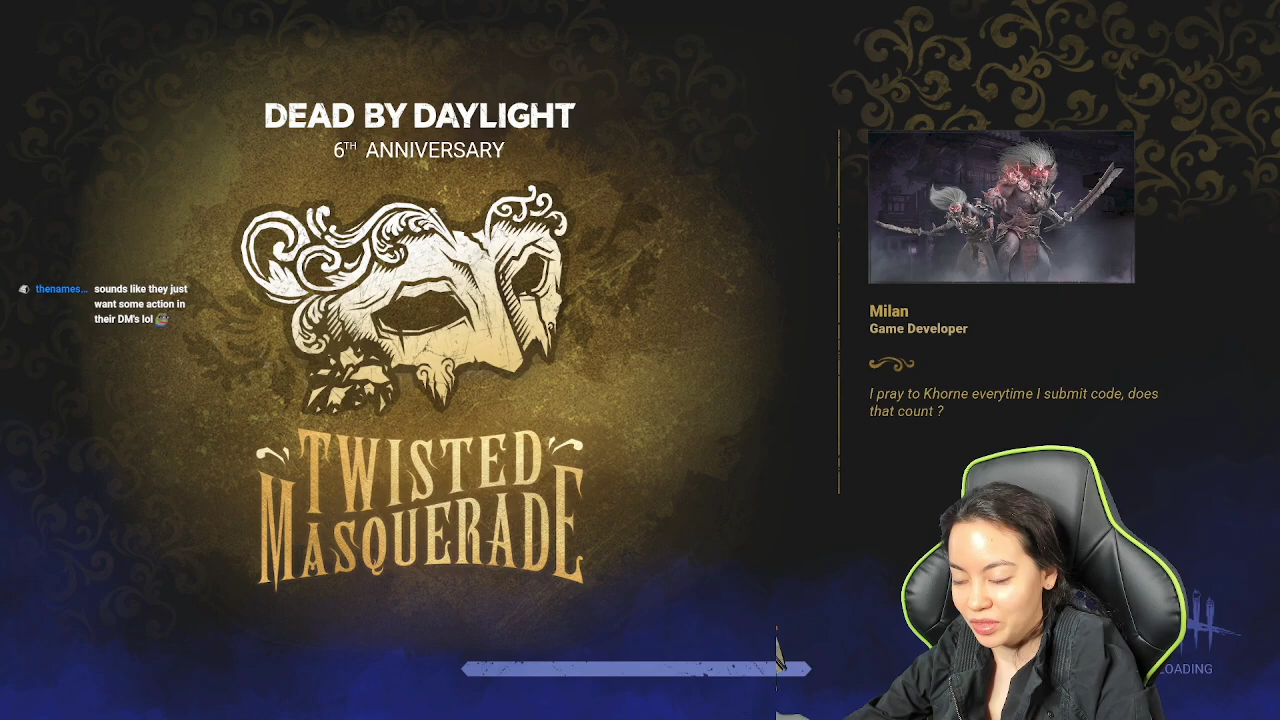 DEAD BY DAYLIGHT
6TH ANNIVERSARY
thenames... sounds like they just
want some action in
their DM's lol
TWISTED
MASQUERADE
Milan
Game Developer
I pray to Khorne everytime I submit code, does
that count ?
LOADING